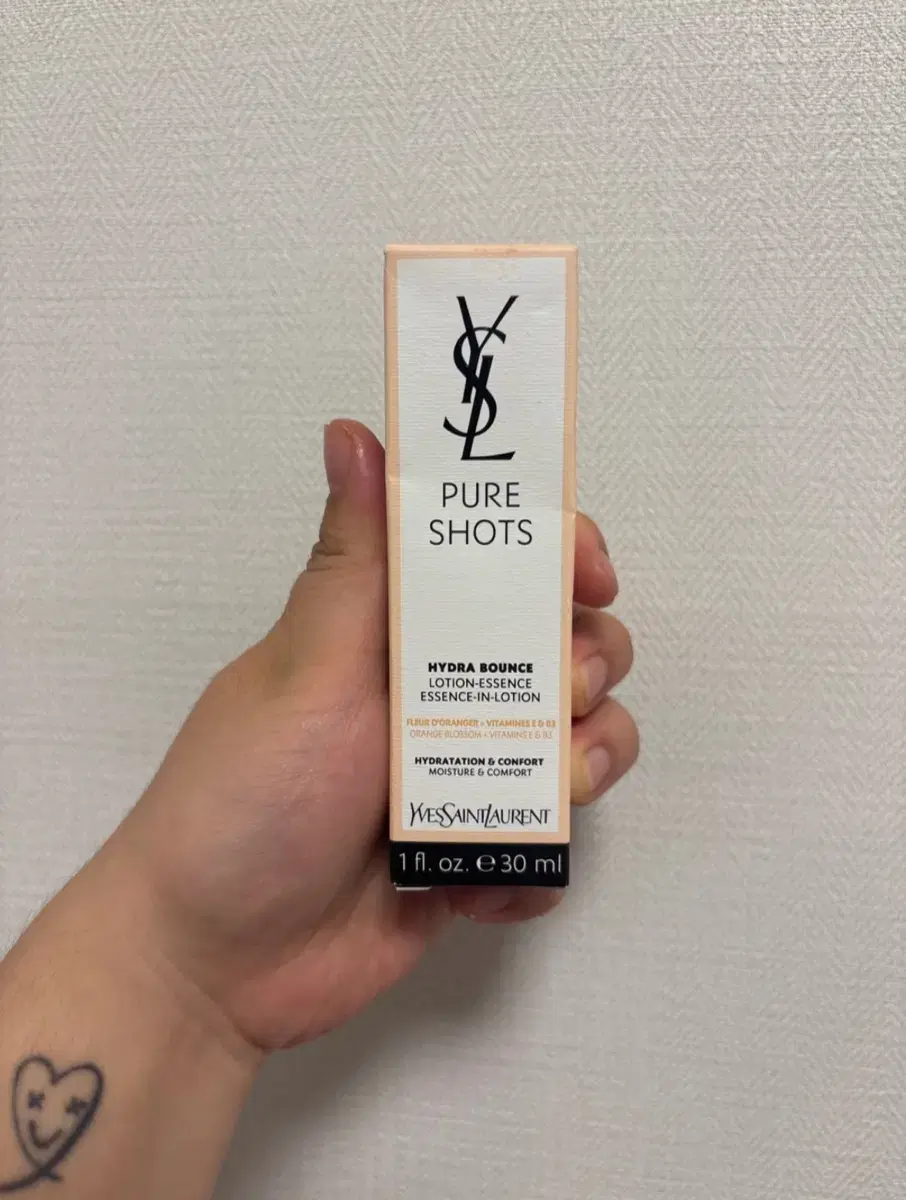 YSL
PURE
SHOTS
HYDRA BOUNCE
LOTION-ESSENCE
ESSENCE-IN-LOTION
FLEUR D'ORANGER • VITAMINES E & B3
ORANGE BLOSSOM • VITAMINS E & B3
HYDRATATION & CONFORT
MOISTURE & COMFORT
YVESSAINTLAURENT
1 fl. oz. ℮ 30 ml